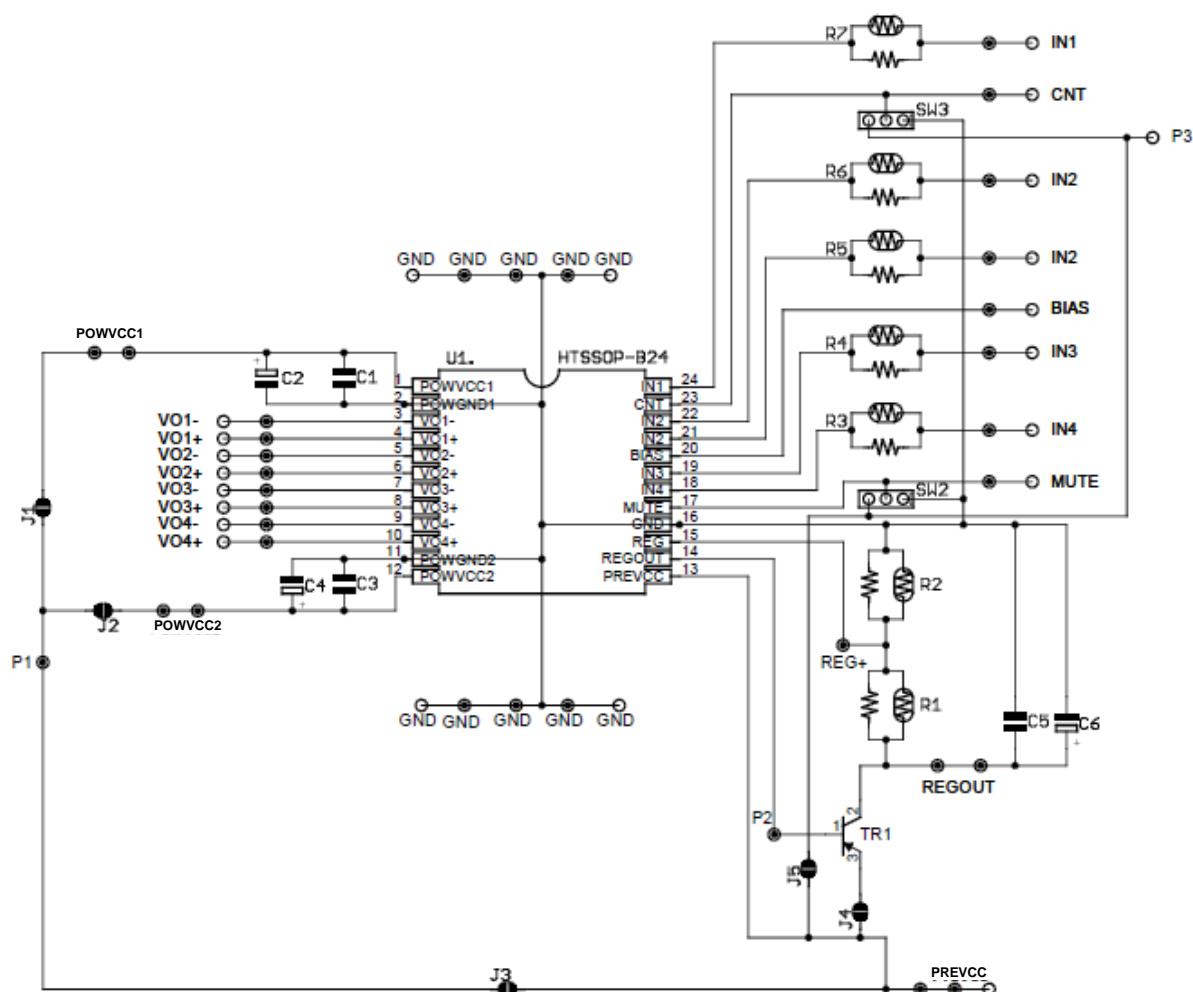 R7
IN1
CNT
SW3
P3
R6
IN2
R5
IN2
GND GND GND GND GND
BIAS
POWVCC1
R4
IN3
U1.
HTSSOP-B24
C2
C1
1 POWVCC1
IN1 24
2 POWGND1
CNT 23
R3
IN4
VO1-
3 VO1-
IN2 22
VO1+
4 VO1+
IN2 21
VO2-
5 VO2-
BIAS 20
VO2+
6 VO2+
IN3 19
VO3-
7 VO3-
IN4 18
SW2
MUTE
VO3+
8 VO3+
MUTE 17
J1
VO4-
9 VO4-
GND 16
VO4+
10 VO4+
REG 15
11 POWGND2
REGOUT 14
12 POWVCC2
PREVCC 13
C4
C3
R2
J2
POWVCC2
P1
REG+
R1
GND GND GND GND GND
C5
C6
REGOUT
P2
1
2
3
TR1
J5
J4
J3
PREVCC